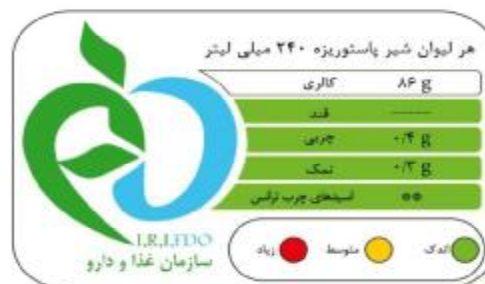 هر لیوان شیر پاستوریزه ۲۴۰ میلی لیتر
کالری ۸۶ g
قند ------
چربی ۰/۴ g
نمک ۰/۳ g
اسیدهای چرب ترانس **
اندک متوسط زیاد
I.R.I.FDO
سازمان غذا و دارو